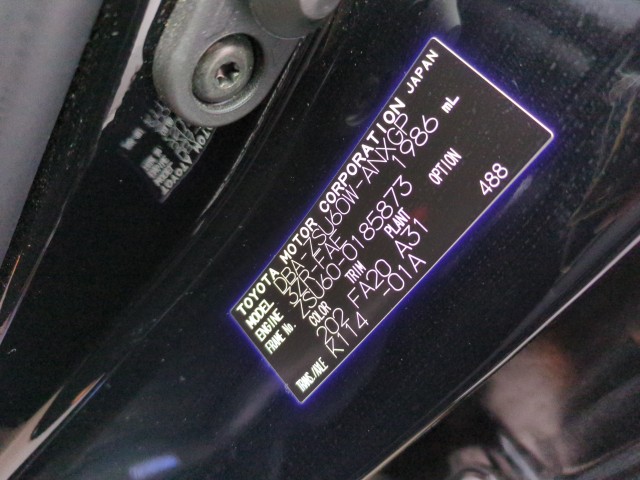 TOYOTA MOTOR CORPORATION JAPAN
MODEL DBA-ZSU60W-ANXGP
ENGINE 3ZR-FAE 1986 mL
FRAME No. ZSU60-0185873
COLOR TRIM PLANT OPTION
202 FA20 A31 488
TRANS./AXLE K114 -01A